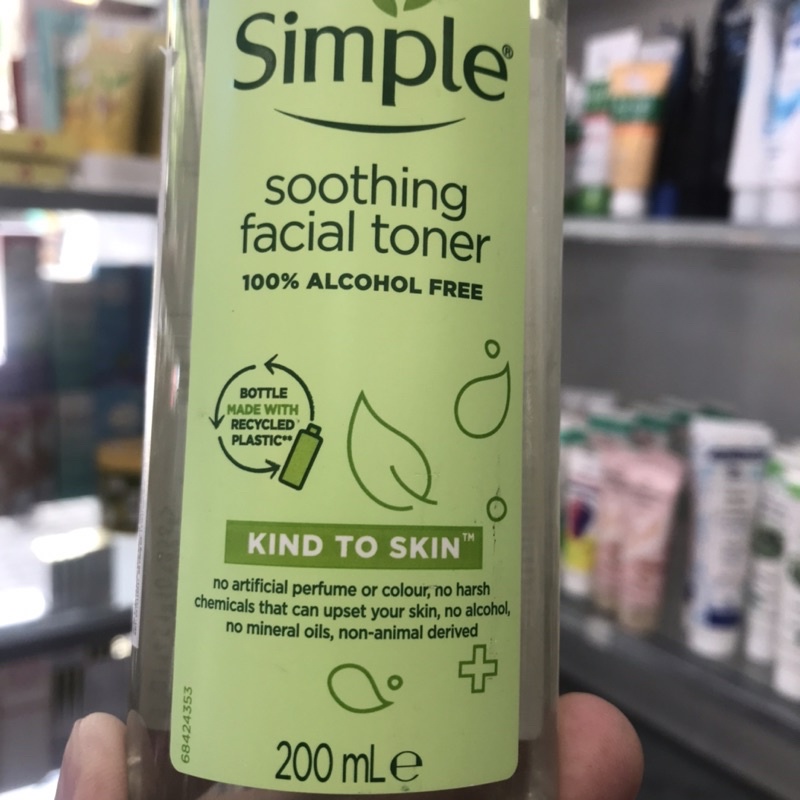 Simple®
soothing
facial toner
100% ALCOHOL FREE
BOTTLE
MADE WITH
RECYCLED
PLASTIC**
KIND TO SKIN™
no artificial perfume or colour, no harsh
chemicals that can upset your skin, no alcohol,
no mineral oils, non-animal derived
68424353
200 mL e